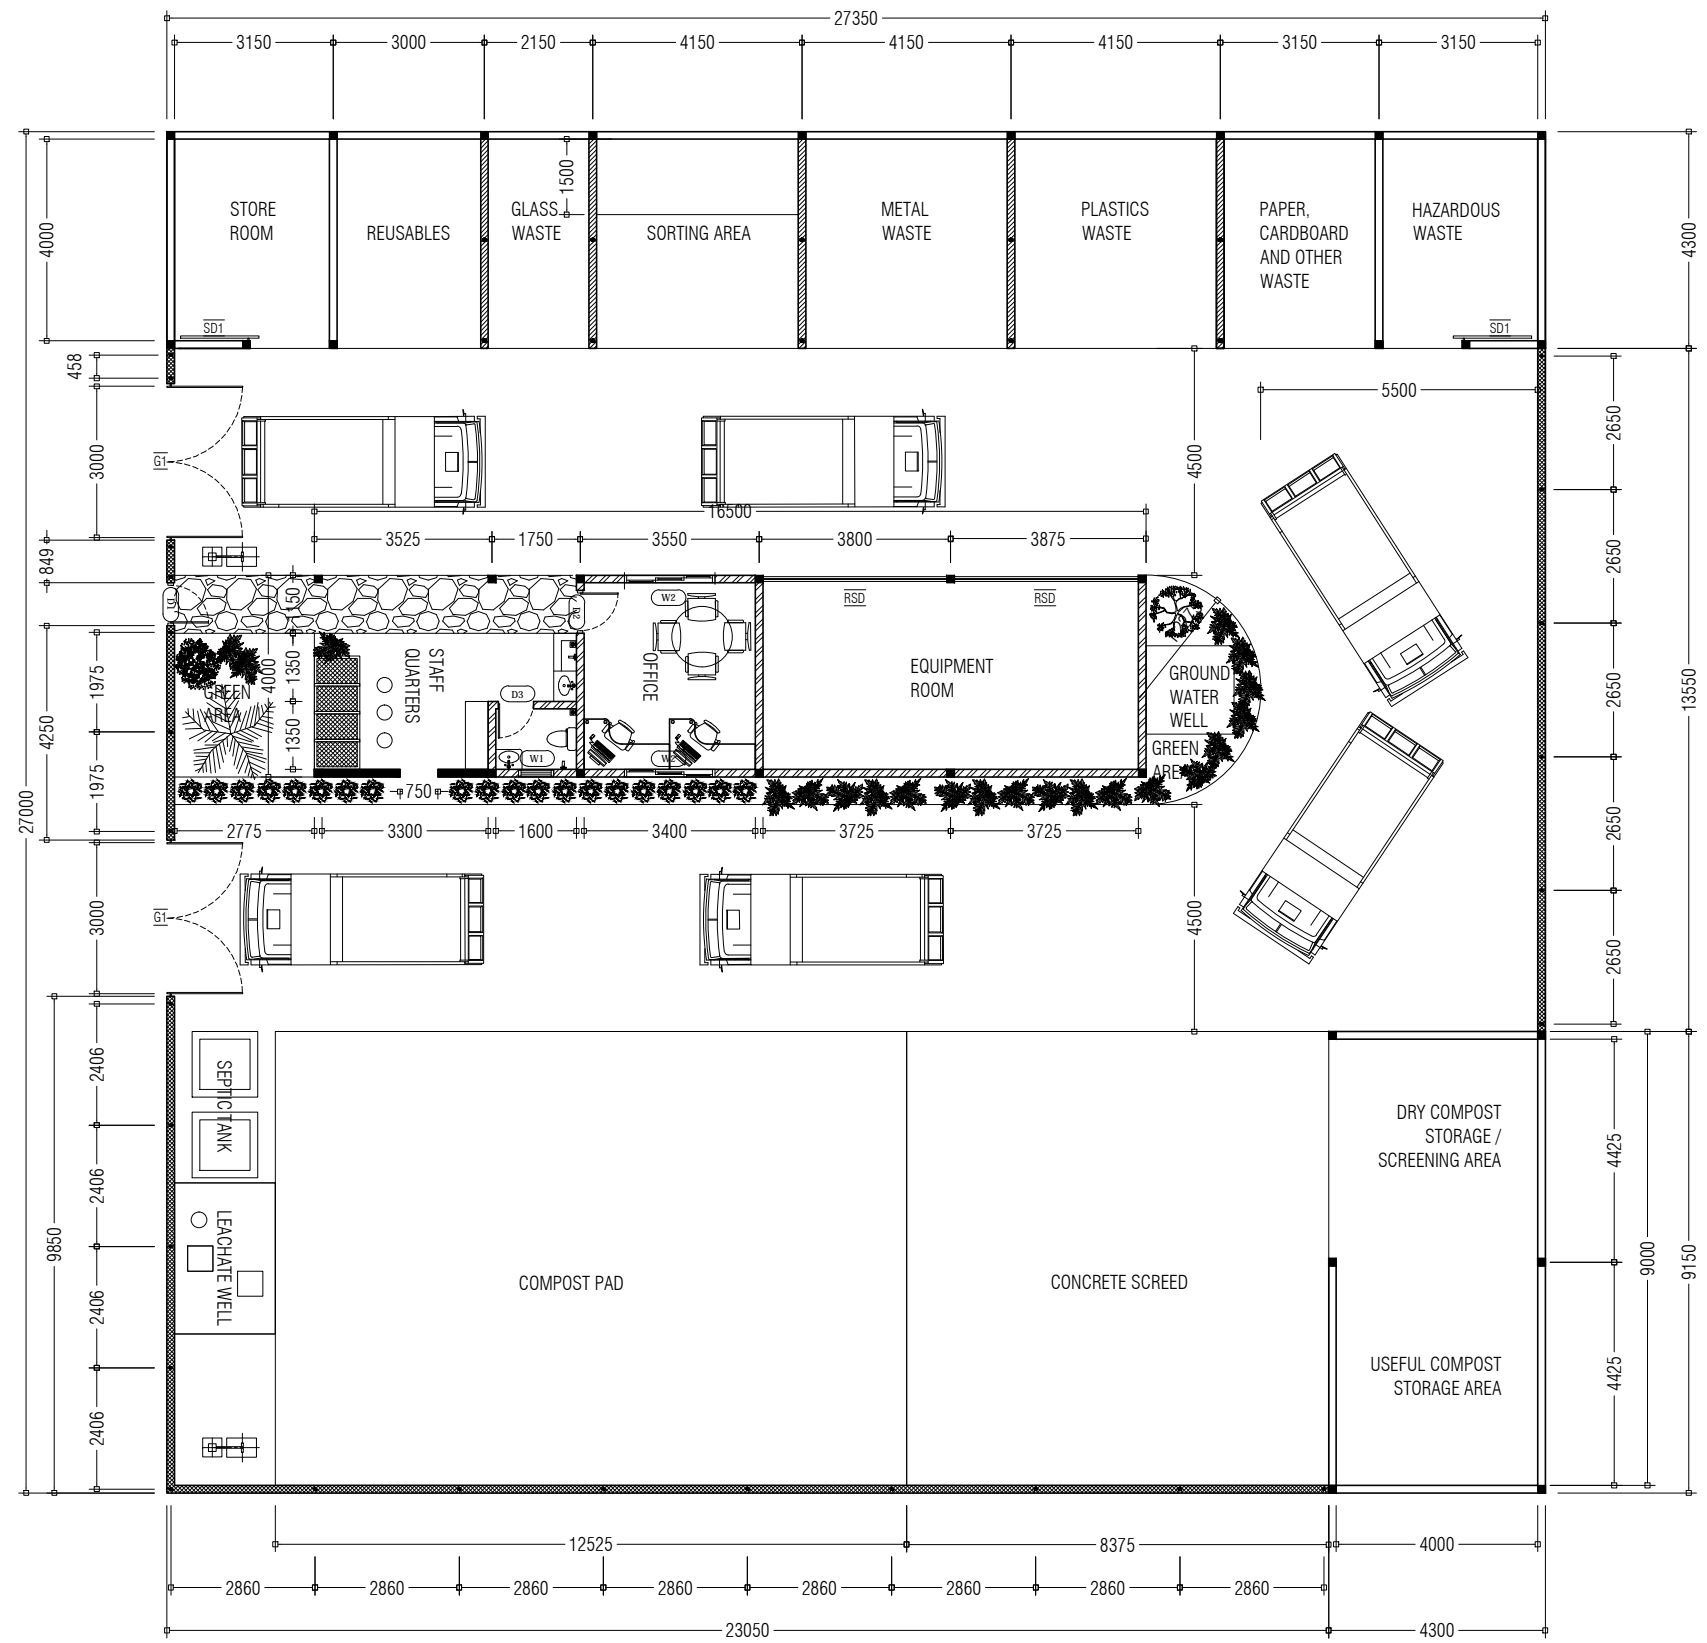 27350
3150 3000 2150 4150 4150 4150 3150 3150
4000
1500
4300
STORE
ROOM
REUSABLES
GLASS
WASTE
SORTING AREA
METAL
WASTE
PLASTICS
WASTE
PAPER,
CARDBOARD
AND OTHER
WASTE
HAZARDOUS
WASTE
SD1
SD1
458
3000
G1
849
5500
4500
2650
2650
2650
2650
2650
13550
16500
3525 1750 3550 3800 3875
D1
150
D2
W2
RSD
RSD
1975
4250
1975
27000
4000
1350
1350
GREEN
AREA
STAFF
QUARTERS
D3
W1
OFFICE
W2
EQUIPMENT
ROOM
GROUND
WATER
WELL
GREEN
AREA
750
2775 3300 1600 3400 3725 3725
3000
G1
4500
2406
2406
2406
2406
9850
SEPTIC TANK
LEACHATE WELL
COMPOST PAD
CONCRETE SCREED
DRY COMPOST
STORAGE /
SCREENING AREA
USEFUL COMPOST
STORAGE AREA
4425
4425
9000
9150
12525 8375 4000
2860 2860 2860 2860 2860 2860 2860 2860
23050 4300